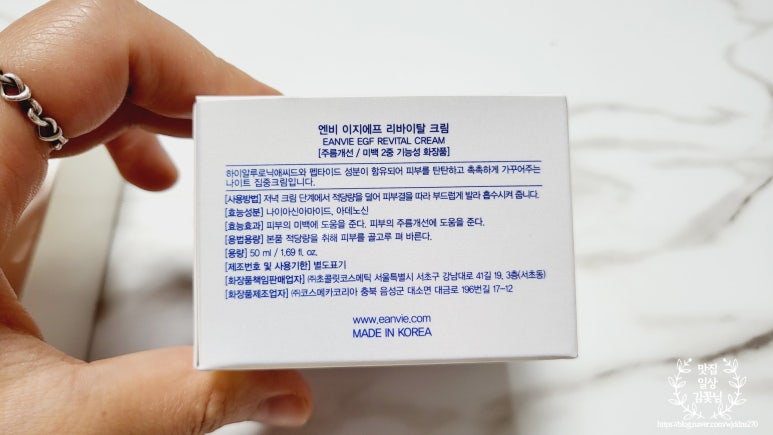 엔비 이지에프 리바이탈 크림
EANVIE EGF REVITAL CREAM
[주름개선 / 미백 2중 기능성 화장품]
하이알루로닉애씨드와 펩타이드 성분이 함유되어 피부를 탄탄하고 촉촉하게 가꾸어주는
나이트 집중크림입니다.
[사용방법] 저녁 크림 단계에서 적당량을 덜어 피부결을 따라 부드럽게 발라 흡수시켜 줍니다.
[효능성분] 나이아신아마이드, 아데노신
[효능효과] 피부의 미백에 도움을 준다. 피부의 주름개선에 도움을 준다.
[용법용량] 본품 적당량을 취해 피부를 골고루 펴 바른다.
[용량] 50 ml / 1.69 fl. oz.
[제조번호 및 사용기한] 별도표기
[화장품책임판매업자] ㈜초콜릿코스메틱 서울특별시 서초구 강남대로 41길 19, 3층(서초동)
[화장품제조업자] ㈜코스메카코리아 충북 음성군 대소면 대금로 196번길 17-12
www.eanvie.com
MADE IN KOREA
맛집
일상
감꽃님
https://blog.naver.com/wjddns270